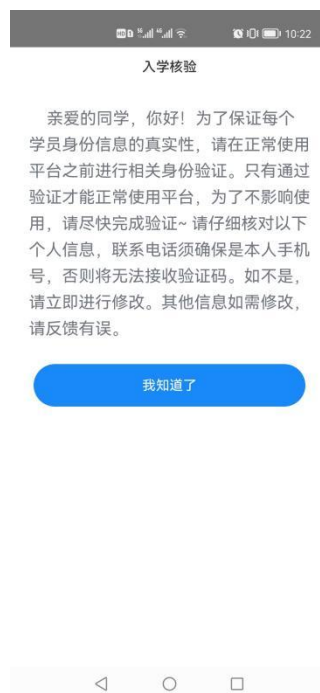 HD 5G 4G 10:22
入学核验
亲爱的同学，你好！为了保证每个
学员身份信息的真实性，请在正常使用
平台之前进行相关身份验证。只有通过
验证才能正常使用平台，为了不影响使
用，请尽快完成验证~ 请仔细核对以下
个人信息，联系电话须确保是本人手机
号，否则将无法接收验证码。如不是，
请立即进行修改。其他信息如需修改，
请反馈有误。
我知道了